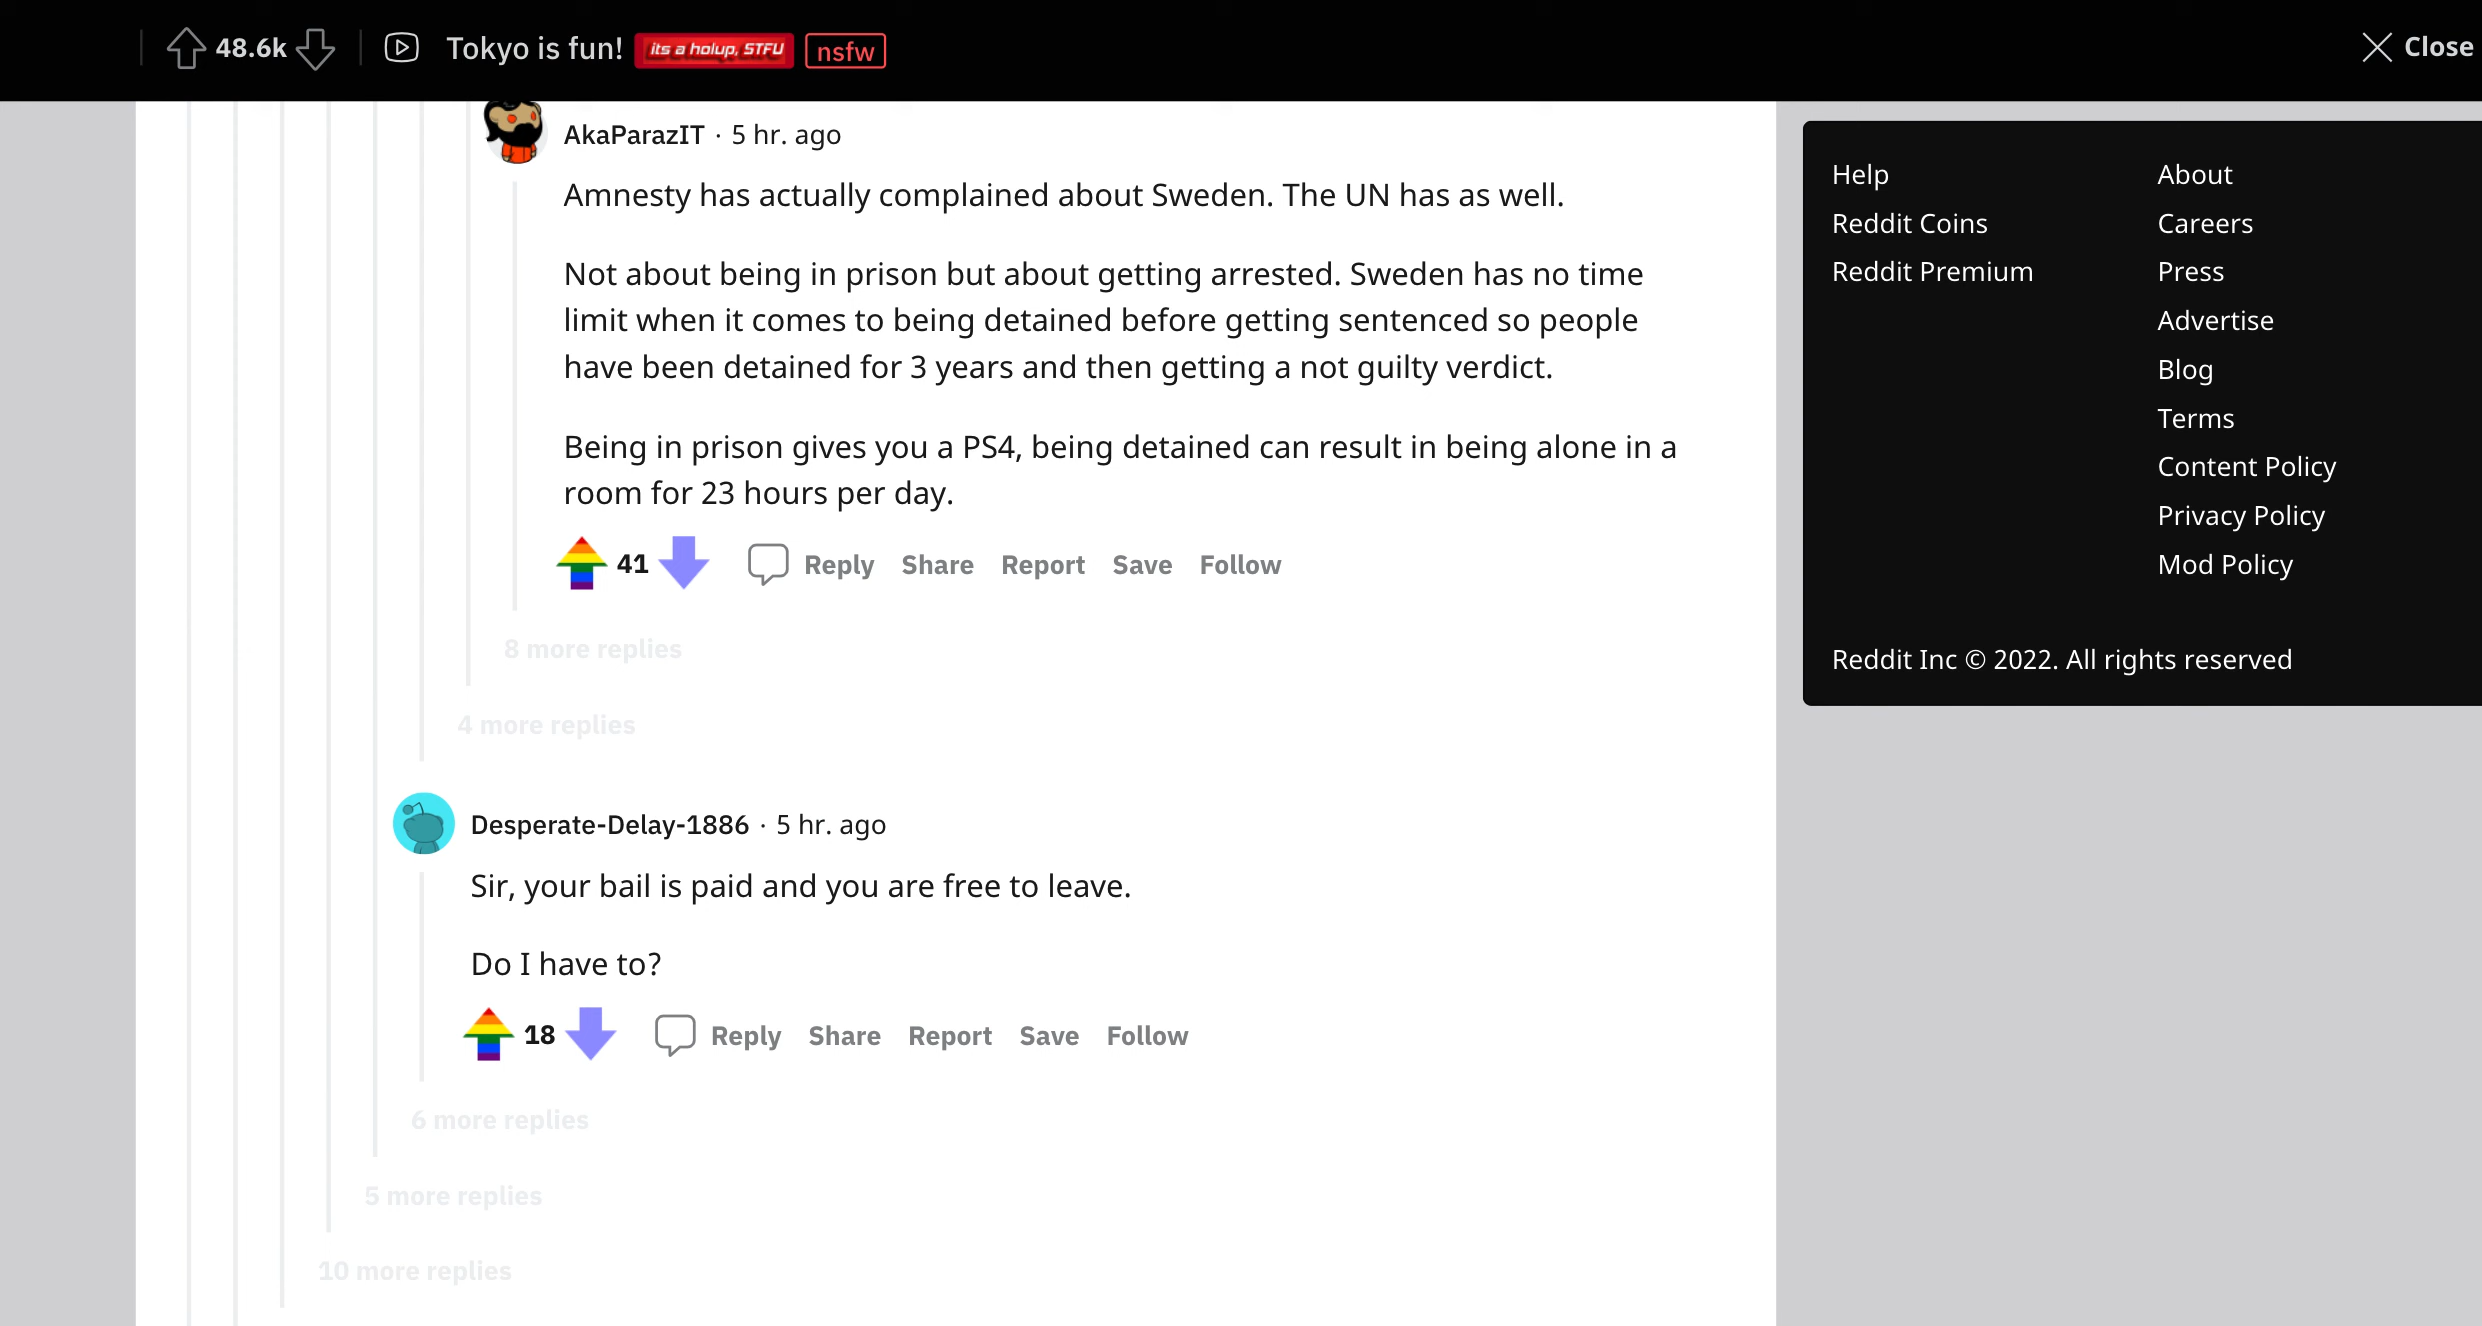 48.6k
Tokyo is fun! its a holup, STFU nsfw
Close
AkaParazIT · 5 hr. ago
Amnesty has actually complained about Sweden. The UN has as well.
Not about being in prison but about getting arrested. Sweden has no time
limit when it comes to being detained before getting sentenced so people
have been detained for 3 years and then getting a not guilty verdict.
Being in prison gives you a PS4, being detained can result in being alone in a
room for 23 hours per day.
41 Reply Share Report Save Follow
8 more replies
4 more replies
Desperate-Delay-1886 · 5 hr. ago
Sir, your bail is paid and you are free to leave.
Do I have to?
18 Reply Share Report Save Follow
6 more replies
5 more replies
10 more replies
Help
Reddit Coins
Reddit Premium
About
Careers
Press
Advertise
Blog
Terms
Content Policy
Privacy Policy
Mod Policy
Reddit Inc © 2022. All rights reserved